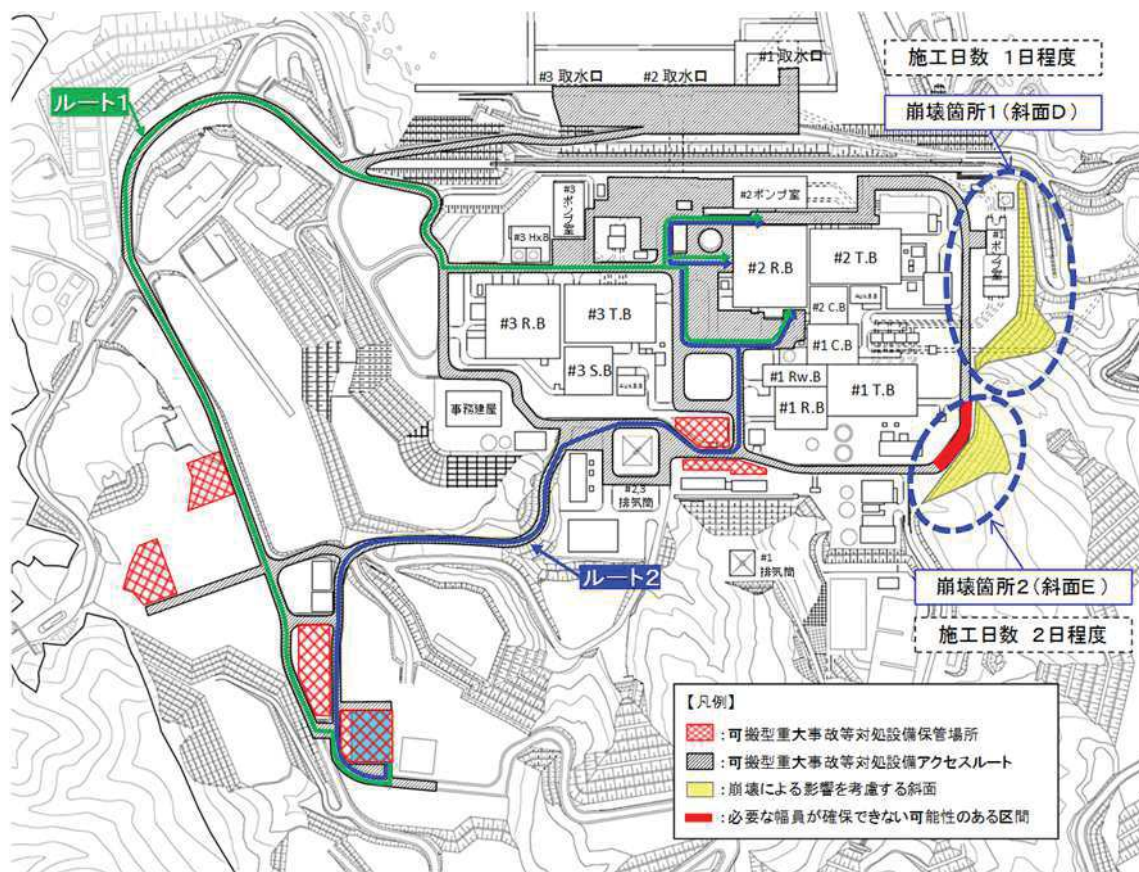 #1 取水口
#3 取水口
#2 取水口
施工日数 1日程度
崩壊箇所1(斜面D)
ルート1
#3
ポンプ室
#2ポンプ室
#3 Hx.B
#2 R.B
#2 T.B
#3 R.B
#3 T.B
#2 C.B
#1 C.B
#3 S.B
#1 Rw.B
#1 T.B
#1 R.B
事務建屋
#2,3
排気筒
#1
排気筒
ルート2
崩壊箇所2(斜面E)
施工日数 2日程度
【凡例】
:可搬型重大事故等対処設備保管場所
:可搬型重大事故等対処設備アクセスルート
:崩壊による影響を考慮する斜面
:必要な幅員が確保できない可能性のある区間